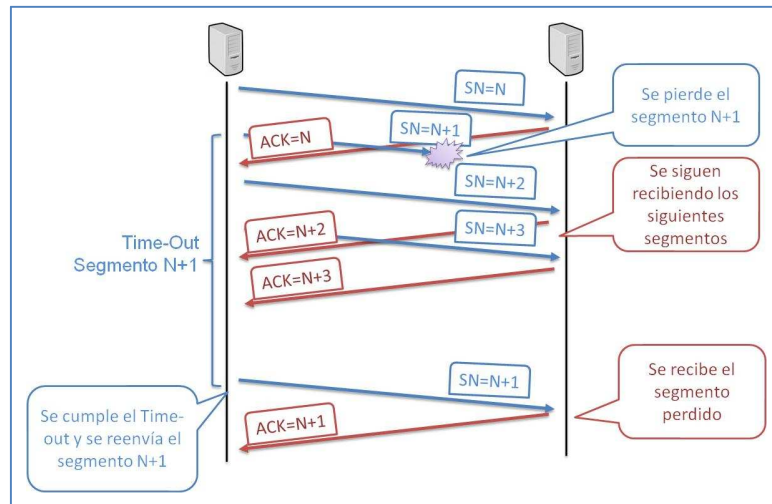 SN=N
Se pierde el
segmento N+1
ACK=N
SN=N+1
Se siguen
recibiendo los
siguientes
segmentos
SN=N+2
ACK=N+2
SN=N+3
Time-Out
Segmento N+1
ACK=N+3
SN=N+1
Se recibe el
segmento
perdido
Se cumple el Time-
out y se reenvía el
segmento N+1
ACK=N+1